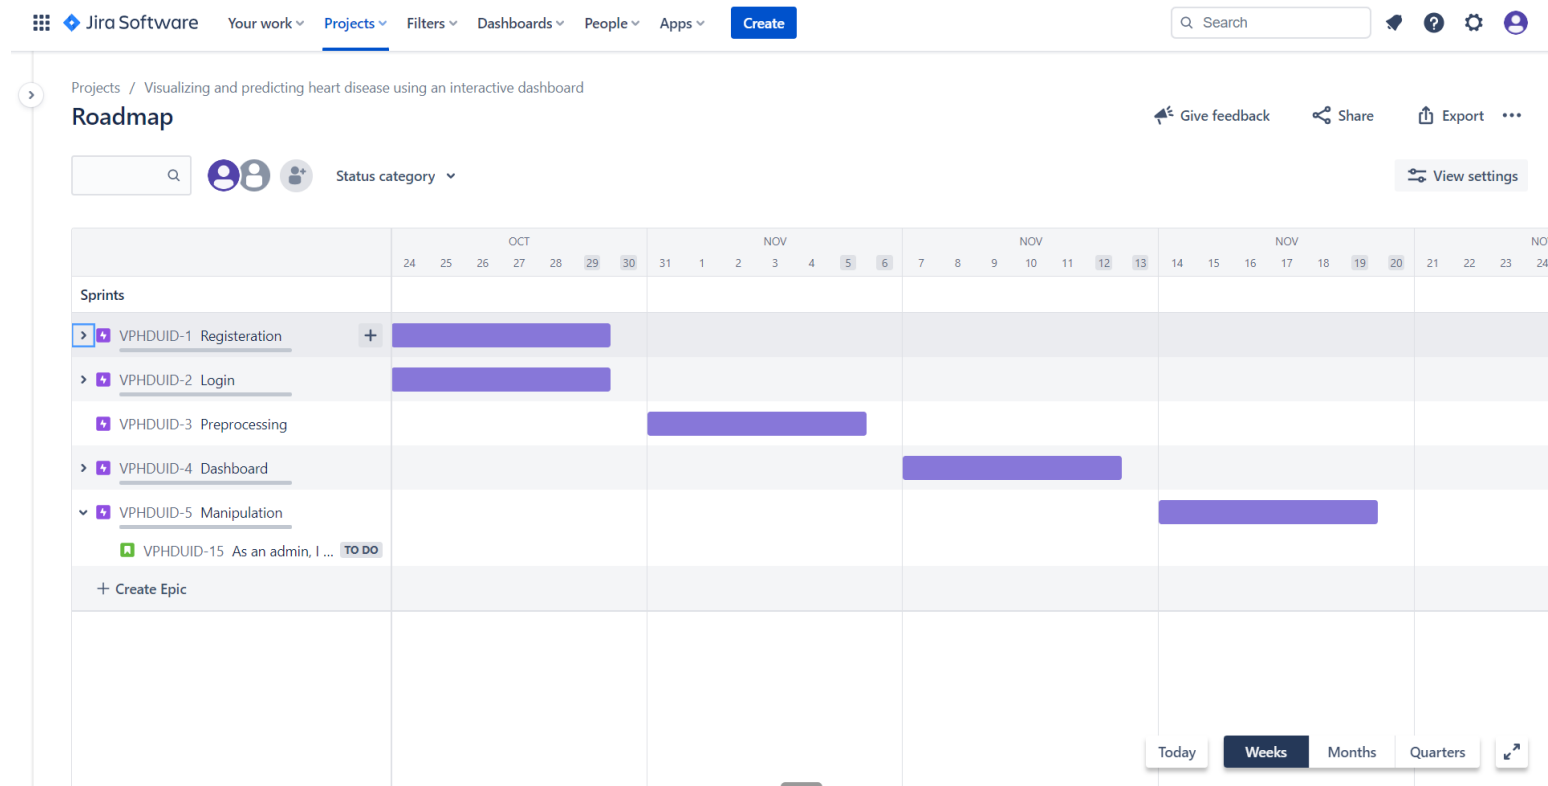 Jira Software Your work Projects Filters Dashboards People Apps Create Search
Projects / Visualizing and predicting heart disease using an interactive dashboard
Roadmap
Give feedback Share Export
Status category
View settings
OCT NOV NOV NOV NO
24 25 26 27 28 29 30 31 1 2 3 4 5 6 7 8 9 10 11 12 13 14 15 16 17 18 19 20 21 22 23 24
Sprints
VPHDUID-1 Registeration
VPHDUID-2 Login
VPHDUID-3 Preprocessing
VPHDUID-4 Dashboard
VPHDUID-5 Manipulation
VPHDUID-15 As an admin, I ... TO DO
+ Create Epic
Today Weeks Months Quarters